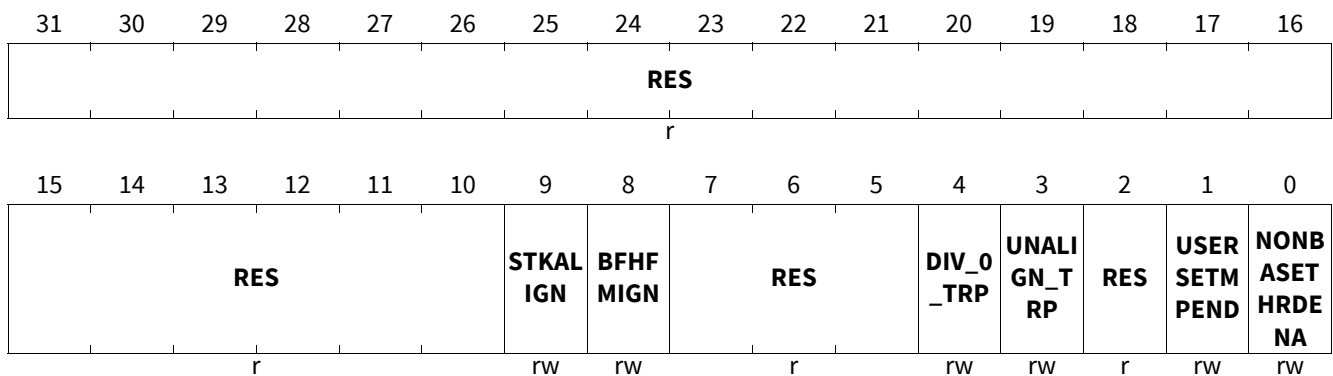 31 30 29 28 27 26 25 24 23 22 21 20 19 18 17 16
RES
r
15 14 13 12 11 10 9 8 7 6 5 4 3 2 1 0
RES
STKAL
IGN
BFHF
MIGN
RES
DIV_0
_TRP
UNALI
GN_T
RP
RES
USER
SETM
PEND
NONB
ASET
HRDE
NA
r rw rw r rw rw r rw rw